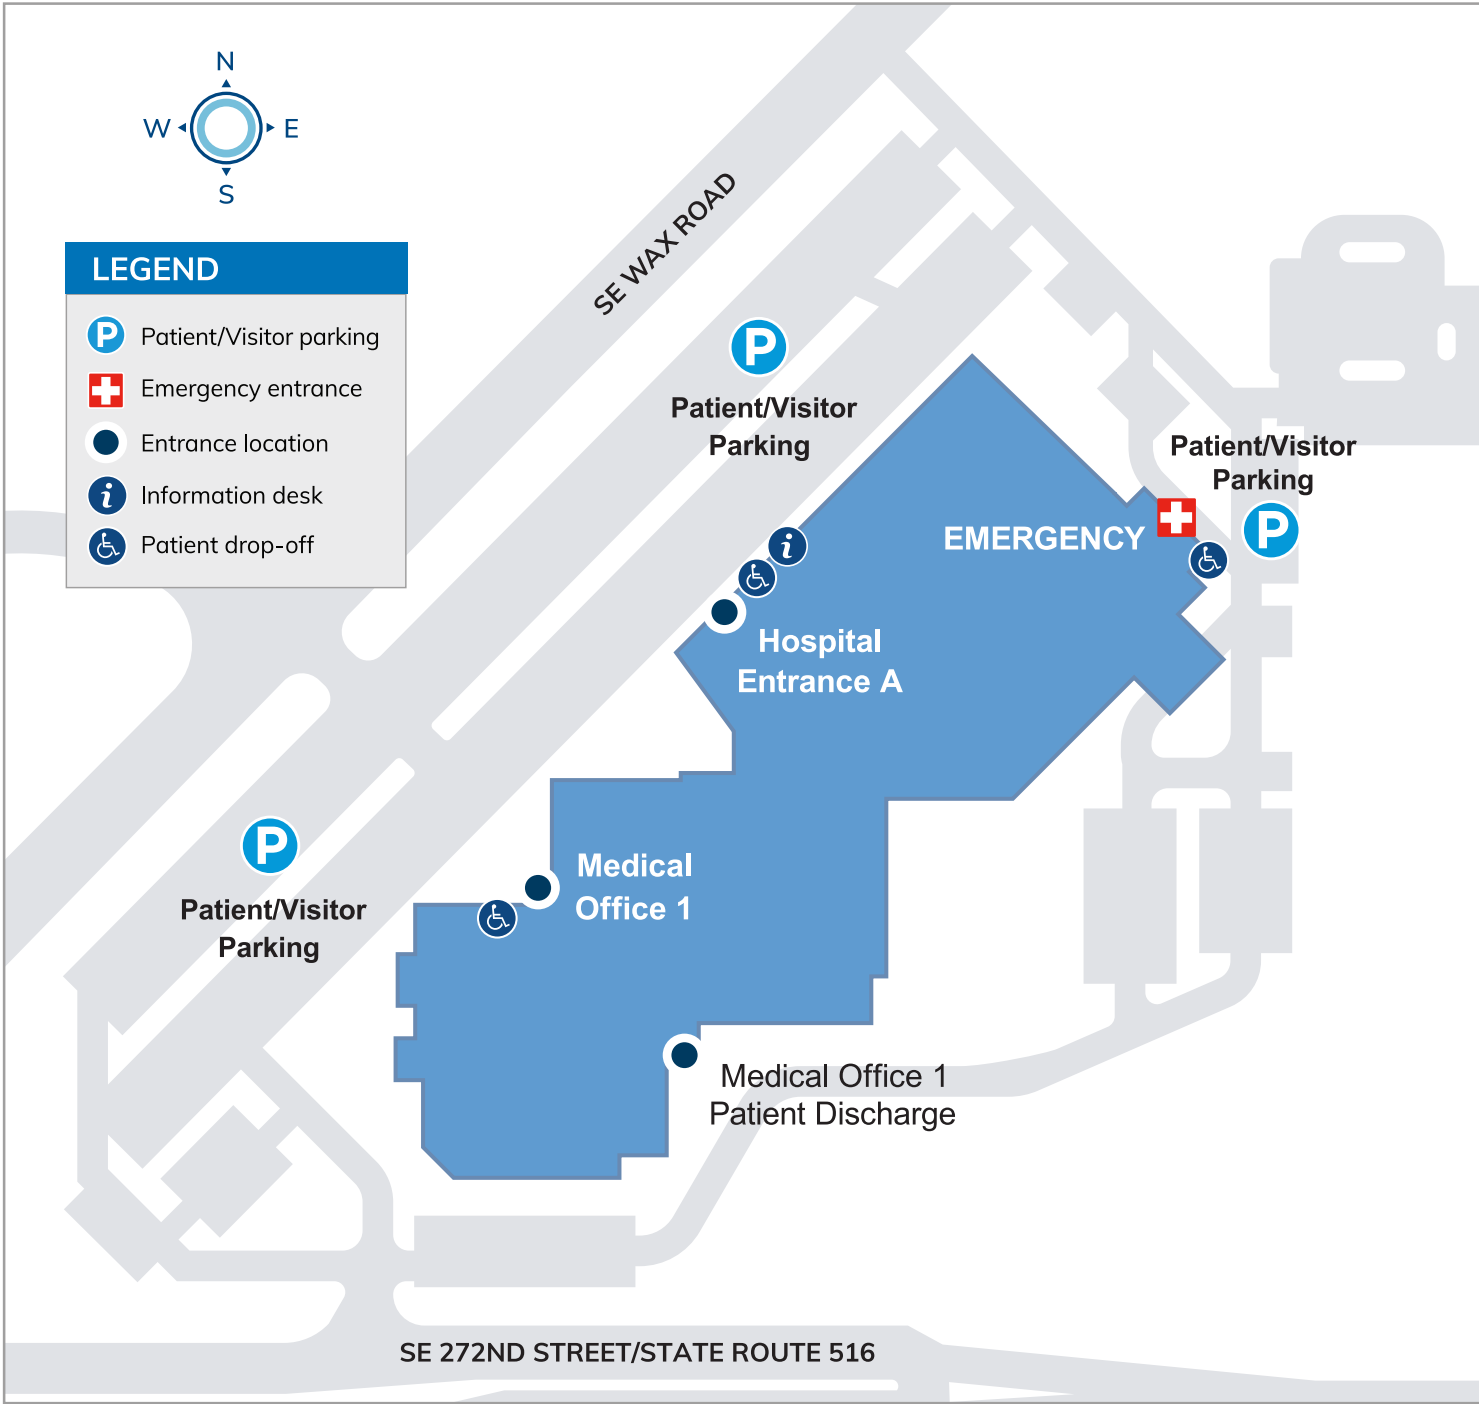 N
W E
S
LEGEND
P Patient/Visitor parking
Emergency entrance
Entrance location
i Information desk
Patient drop-off
SE WAX ROAD
P
Patient/Visitor
Parking
Patient/Visitor
Parking
P
EMERGENCY
i
Hospital
Entrance A
P
Patient/Visitor
Parking
Medical
Office 1
Medical Office 1
Patient Discharge
SE 272ND STREET/STATE ROUTE 516